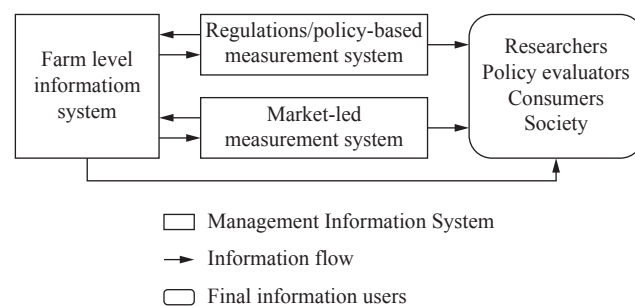 Farm level
informatiom
system
Regulations/policy-based
measurement system
Market-led
measurement system
Researchers
Policy evaluators
Consumers
Society
Management Information System
Information flow
Final information users